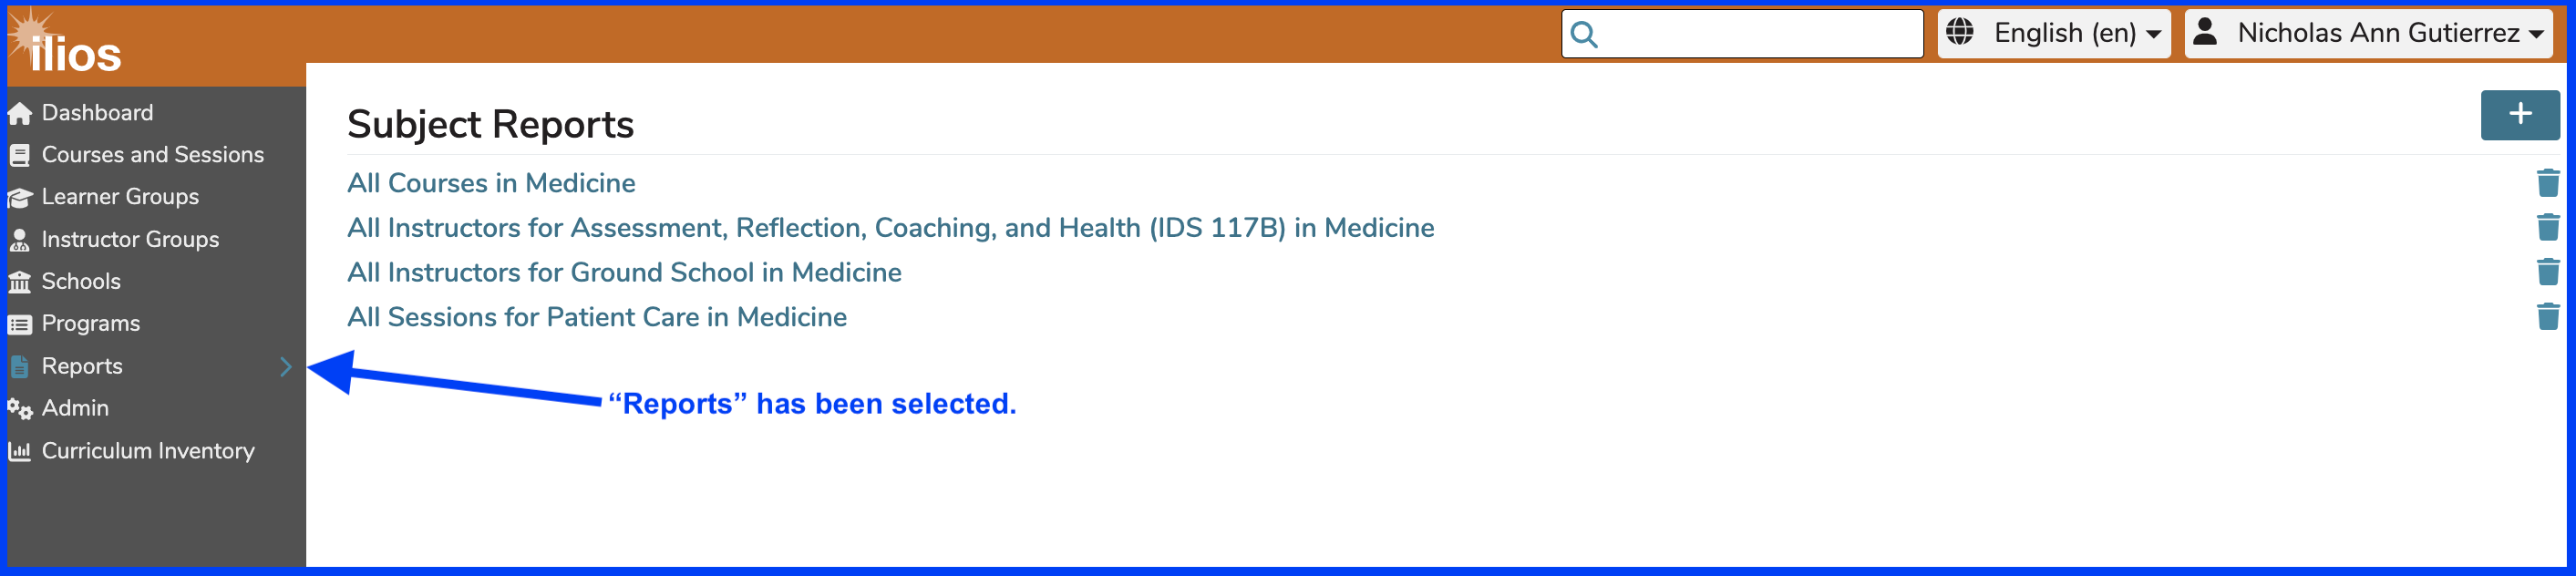 ilios
English (en)
Nicholas Ann Gutierrez
Dashboard
Courses and Sessions
Learner Groups
Instructor Groups
Schools
Programs
Reports
Admin
Curriculum Inventory
Subject Reports
All Courses in Medicine
All Instructors for Assessment, Reflection, Coaching, and Health (IDS 117B) in Medicine
All Instructors for Ground School in Medicine
All Sessions for Patient Care in Medicine
“Reports” has been selected.